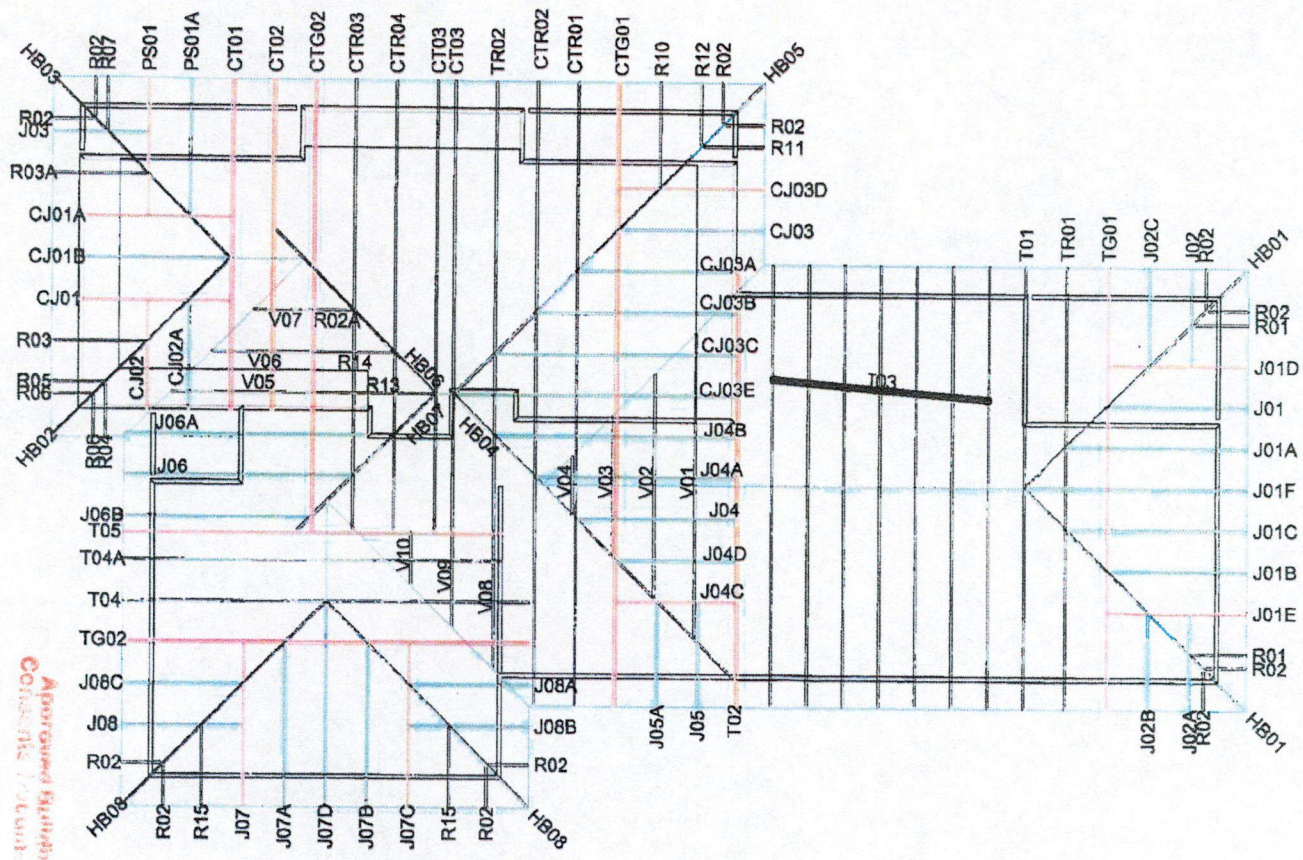 HB03
R02
R07
PS01
PS01A
CT01
CT02
CTG02
CTR03
CTR04
CT03
CT03
TR02
CTR02
CTR01
CTG01
R10
R12
R02
HB05
R02
J03
R03A
CJ01A
CJ01B
CJ01
R03
R05
R06
HB02
R06
R04
CJ02
CJ02A
J06A
J06
J06B
T05
T04A
T04
TG02
J08C
J08
R02
HB08
V07
R02A
V06
R14
V05
R13
HB06
HB07
HB04
V10
V09
V08
V04
V03
V02
V01
R02
R11
CJ03D
CJ03
CJ03A
CJ03B
CJ03C
CJ03E
J04B
J04A
J04
J04D
J04C
T03
T01
TR01
TG01
J02C
J02
R02
HB01
R02
R01
J01D
J01
J01A
J01F
J01C
J01B
J01E
R01
R02
HB01
J02B
J02A
R02
J05A
J05
T02
J08A
J08B
R02
HB08
R02
R15
J07
J07A
J07D
J07B
J07C
R15
R02